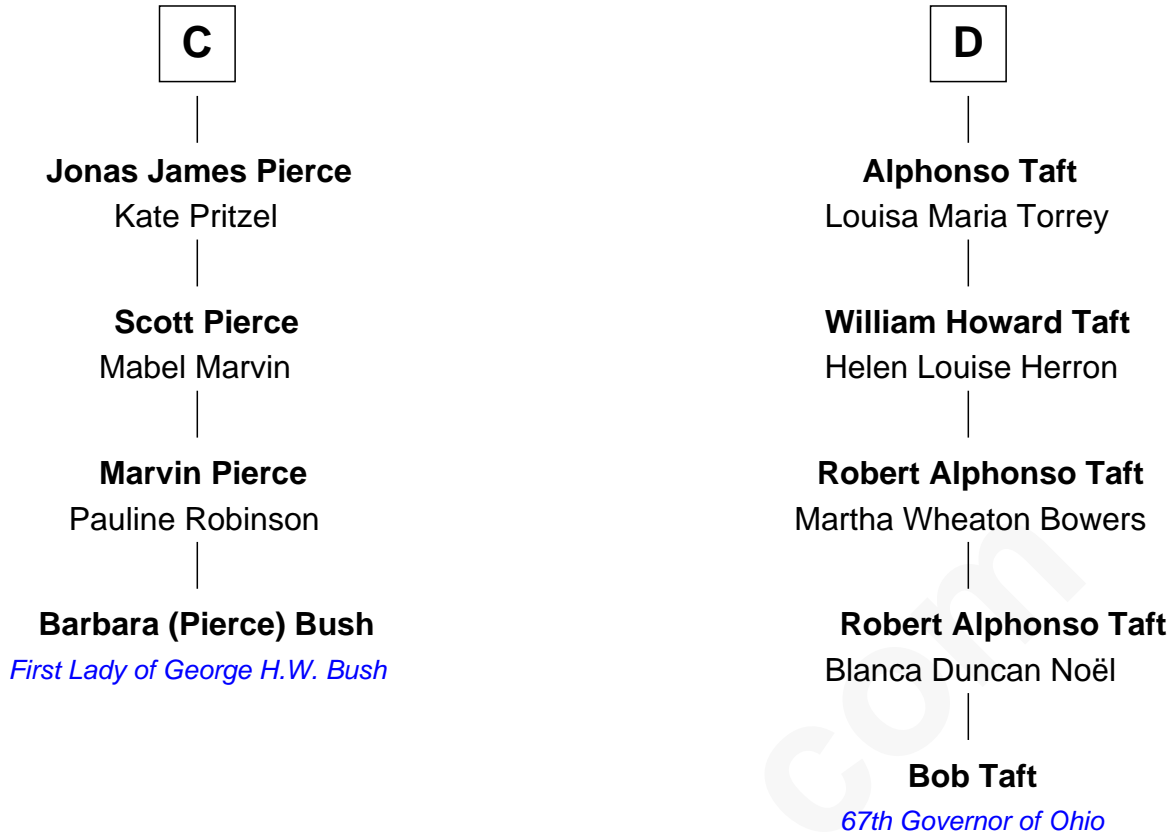 C
Jonas James Pierce
Kate Pritzel
Scott Pierce
Mabel Marvin
Marvin Pierce
Pauline Robinson
Barbara (Pierce) Bush
First Lady of George H.W. Bush
D
Alphonso Taft
Louisa Maria Torrey
William Howard Taft
Helen Louise Herron
Robert Alphonso Taft
Martha Wheaton Bowers
Robert Alphonso Taft
Blanca Duncan Noël
Bob Taft
67th Governor of Ohio
com